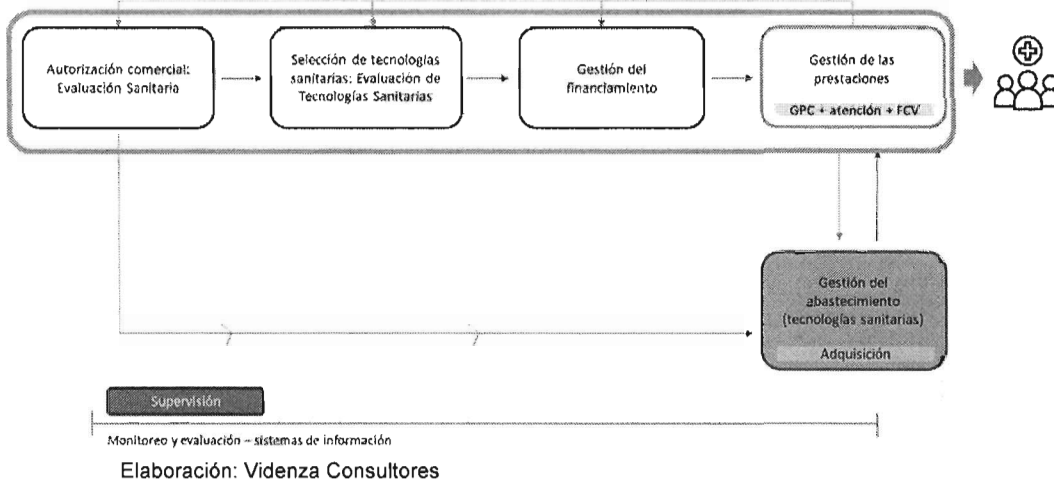 Autorización comercial:
Evaluación Sanitaria
Selección de tecnologías
sanitarias: Evaluación de
Tecnologías Sanitarias
Gestión del
financiamiento
Gestión de las
prestaciones
GPC + atención + FCV
Gestión del
abastecimiento
(tecnologías sanitarias)
Adquisición
Supervisión
Monitoreo y evaluación – sistemas de información
Elaboración: Videnza Consultores